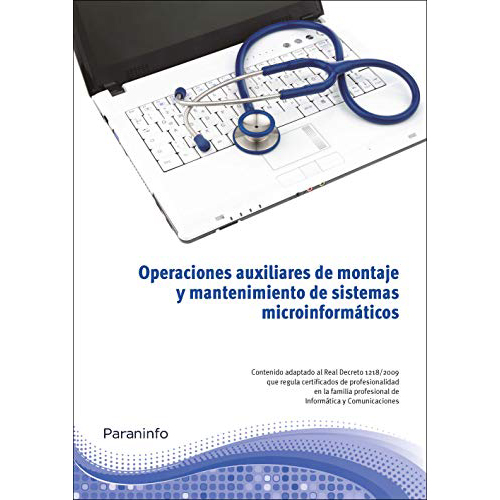 Operaciones auxiliares de montaje
y mantenimiento de sistemas
microinformáticos
Contenido adaptado al Real Decreto 1218/2009
que regula certificados de profesionalidad
en la familia profesional de
Informática y Comunicaciones
Paraninfo